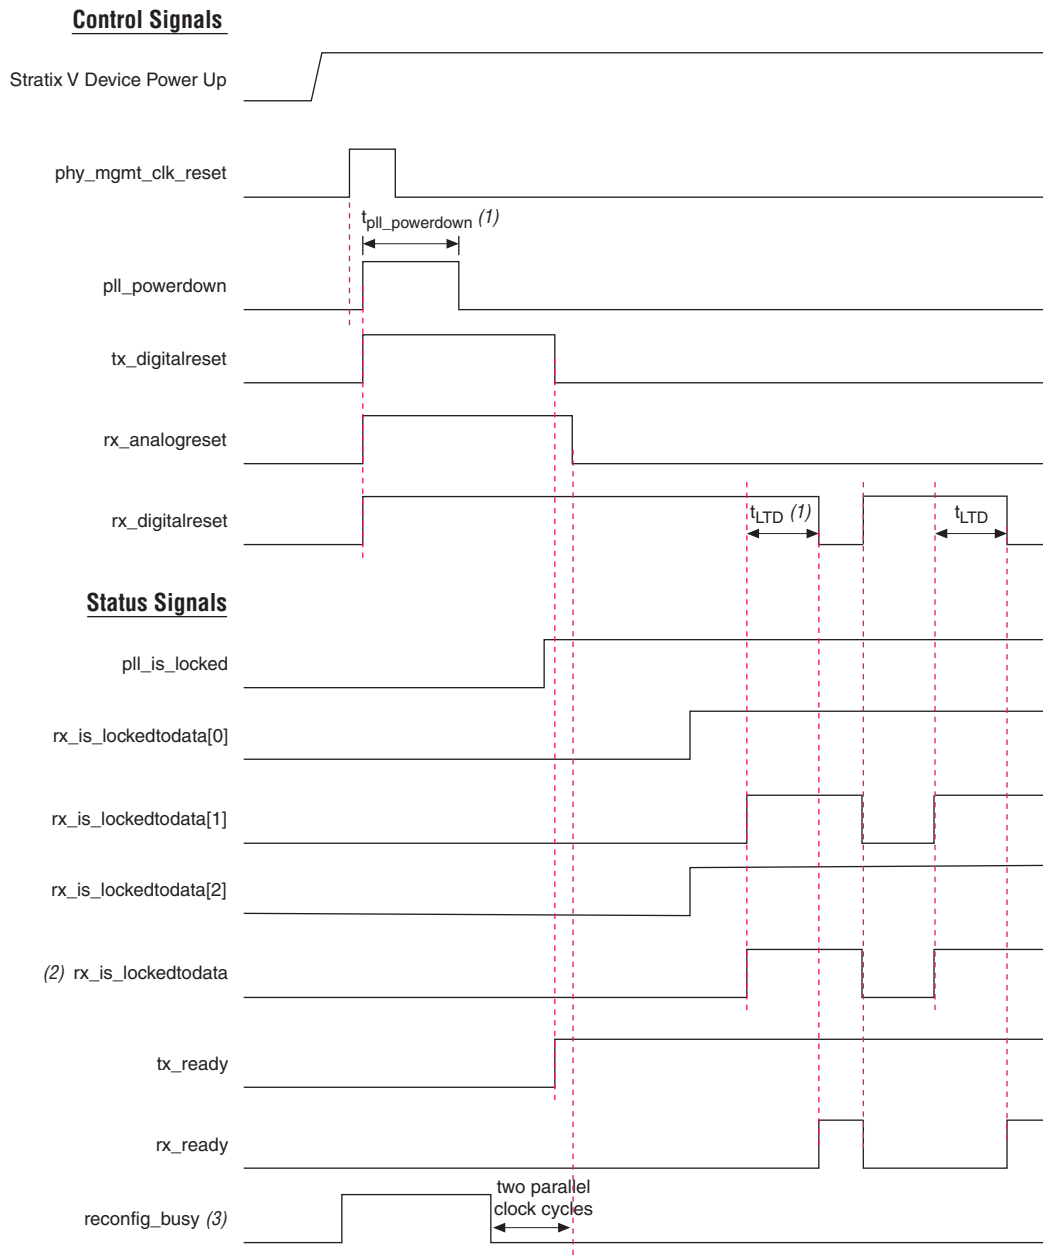 Control Signals
Stratix V Device Power Up
phy_mgmt_clk_reset
tpll_powerdown (1)
pll_powerdown
tx_digitalreset
rx_analogreset
rx_digitalreset
tLTD (1)
tLTD
Status Signals
pll_is_locked
rx_is_lockedtodata[0]
rx_is_lockedtodata[1]
rx_is_lockedtodata[2]
(2) rx_is_lockedtodata
tx_ready
rx_ready
two parallel
clock cycles
reconfig_busy (3)